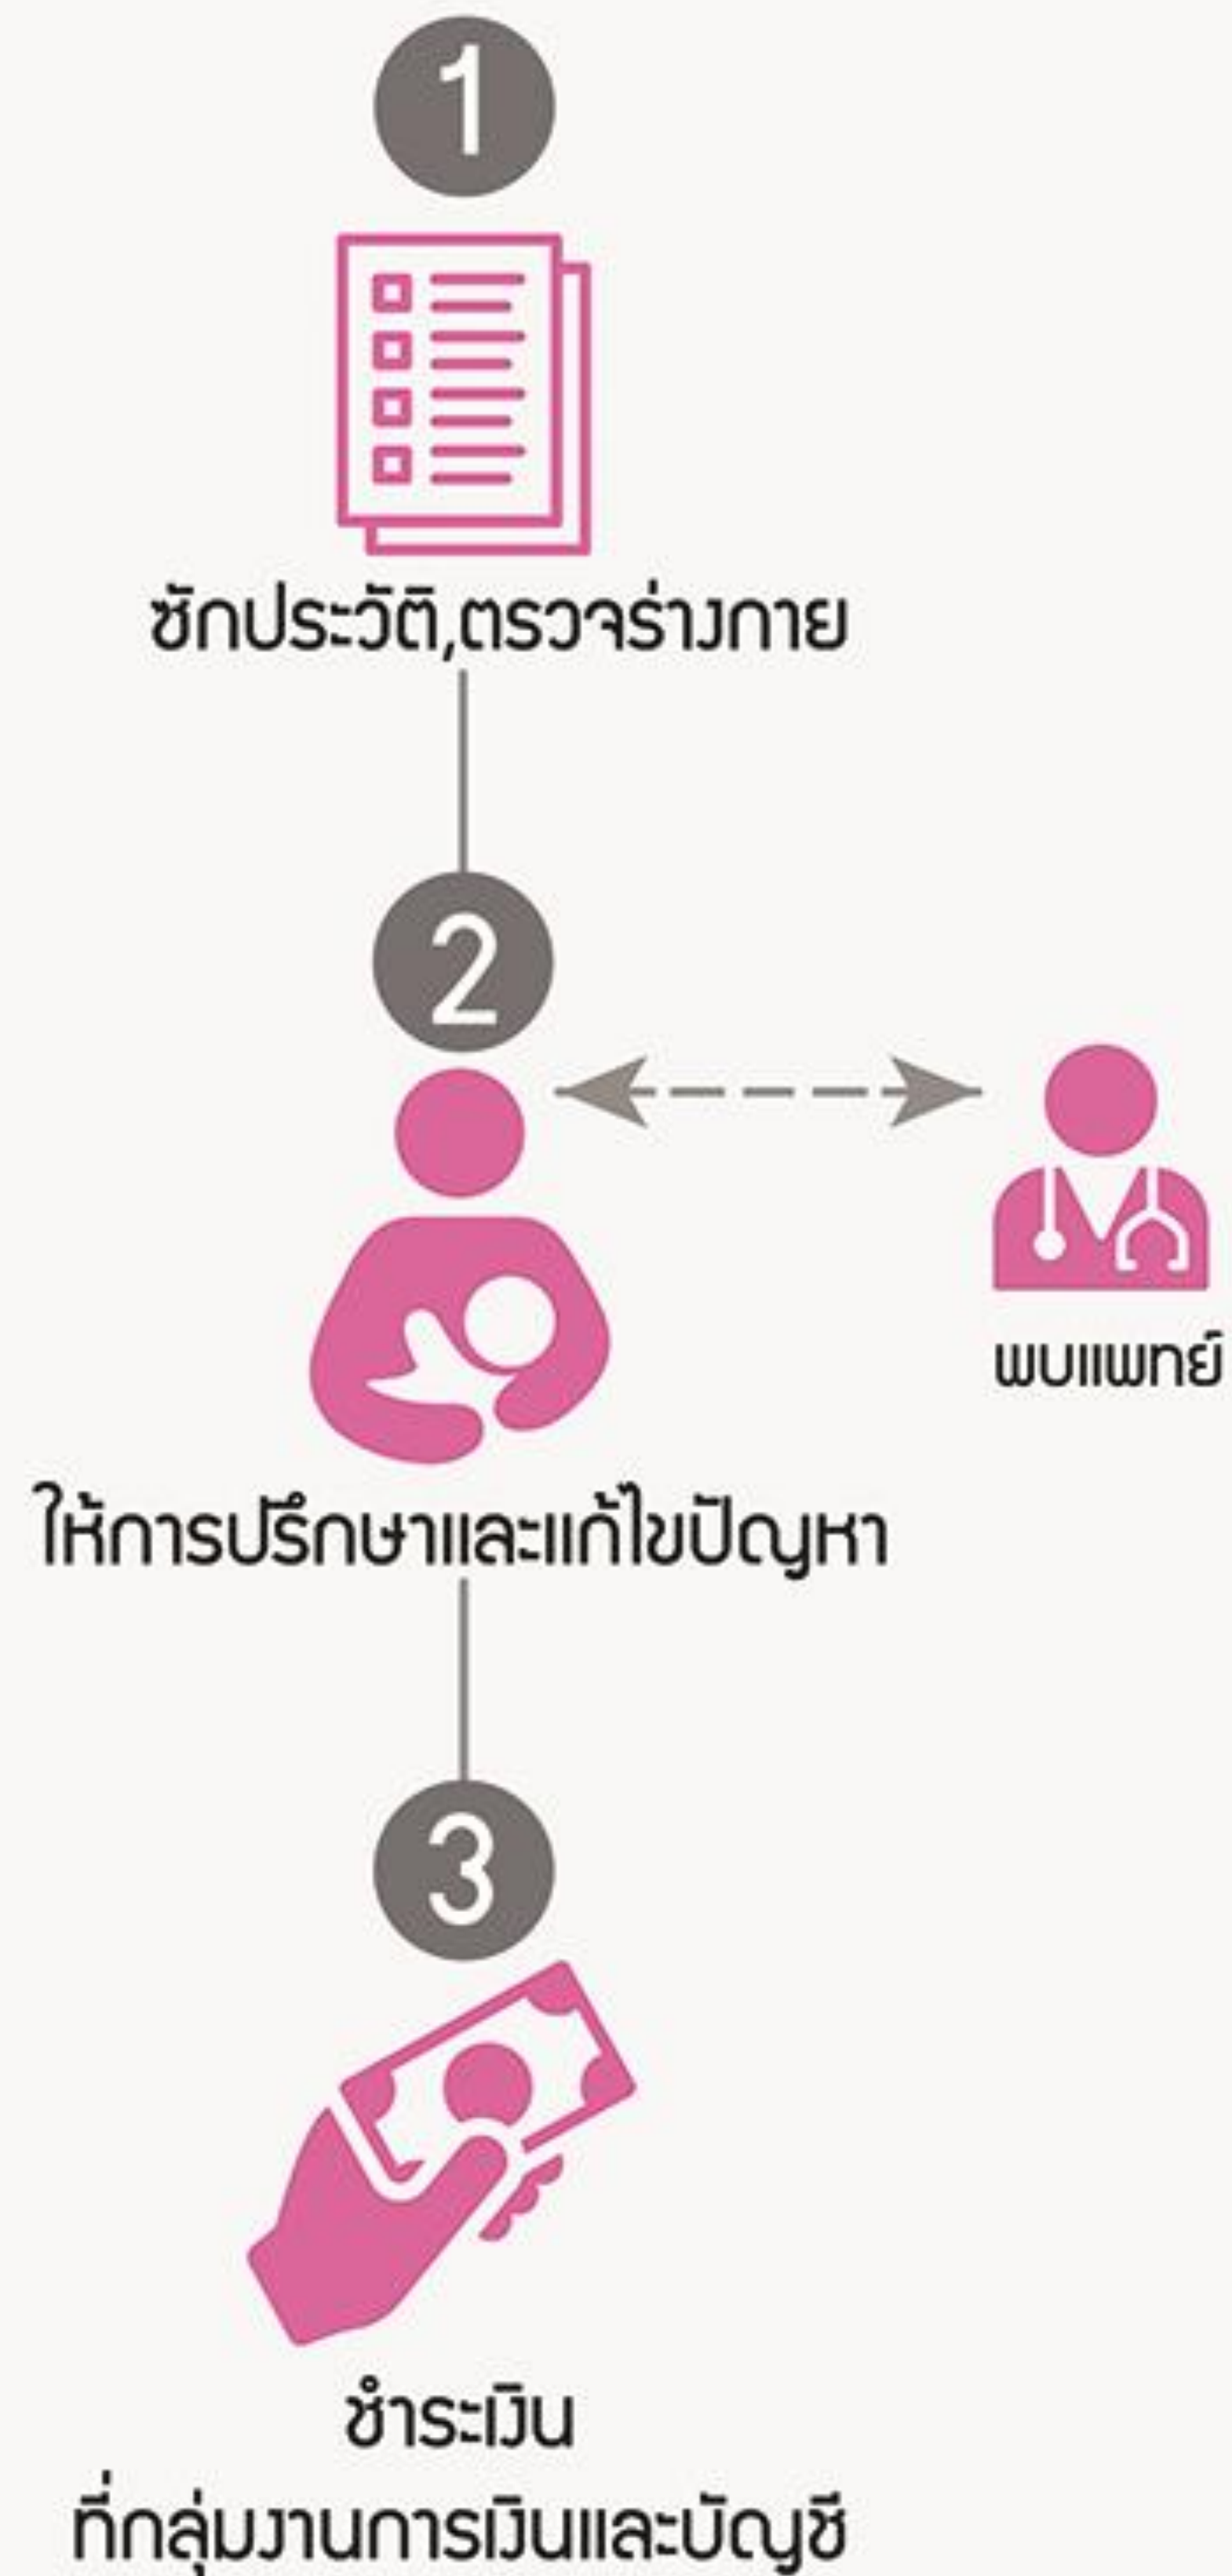 1
ซักประวัติ,ตรวจร่างกาย
2
พบแพทย์
ให้การปรึกษาและแก้ไขปัญหา
3
ชำระเงิน
ที่กลุ่มงานการเงินและบัญชี